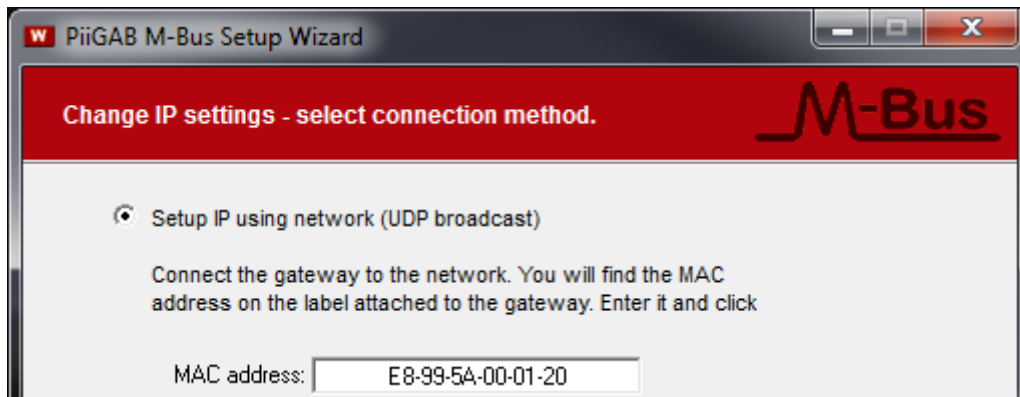 W PiiGAB M-Bus Setup Wizard
Change IP settings - select connection method.
M-Bus
Setup IP using network (UDP broadcast)
Connect the gateway to the network. You will find the MAC
address on the label attached to the gateway. Enter it and click
MAC address: E8-99-5A-00-01-20